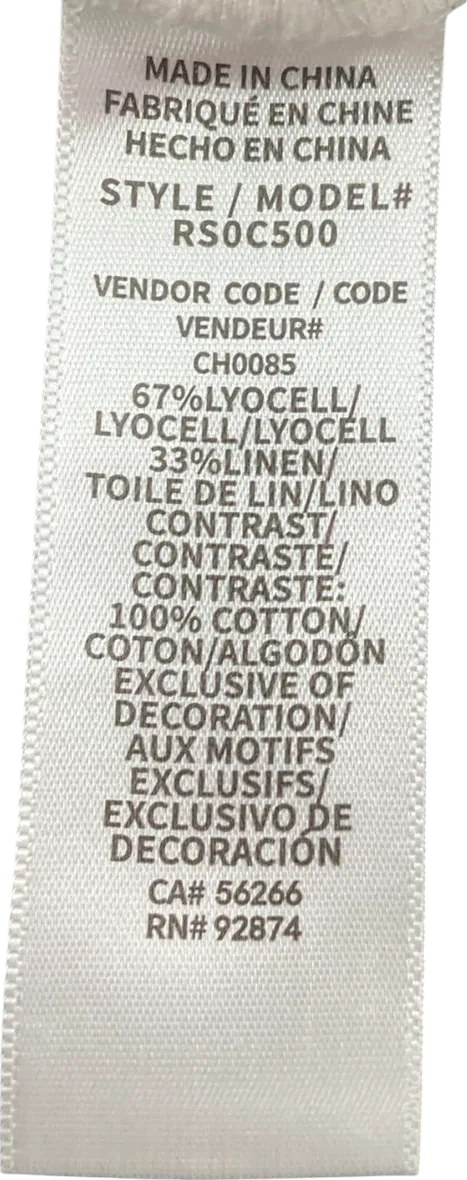 MADE IN CHINA
FABRIQUÉ EN CHINE
HECHO EN CHINA
STYLE / MODEL#
RS0C500
VENDOR CODE / CODE
VENDEUR#
CH0085
67%LYOCELL/
LYOCELL/LYOCELL
33%LINEN/
TOILE DE LIN/LINO
CONTRAST/
CONTRASTE/
CONTRASTE:
100% COTTON/
COTON/ALGODÓN
EXCLUSIVE OF
DECORATION/
AUX MOTIFS
EXCLUSIFS/
EXCLUSIVO DE
DECORACIÓN
CA# 56266
RN# 92874